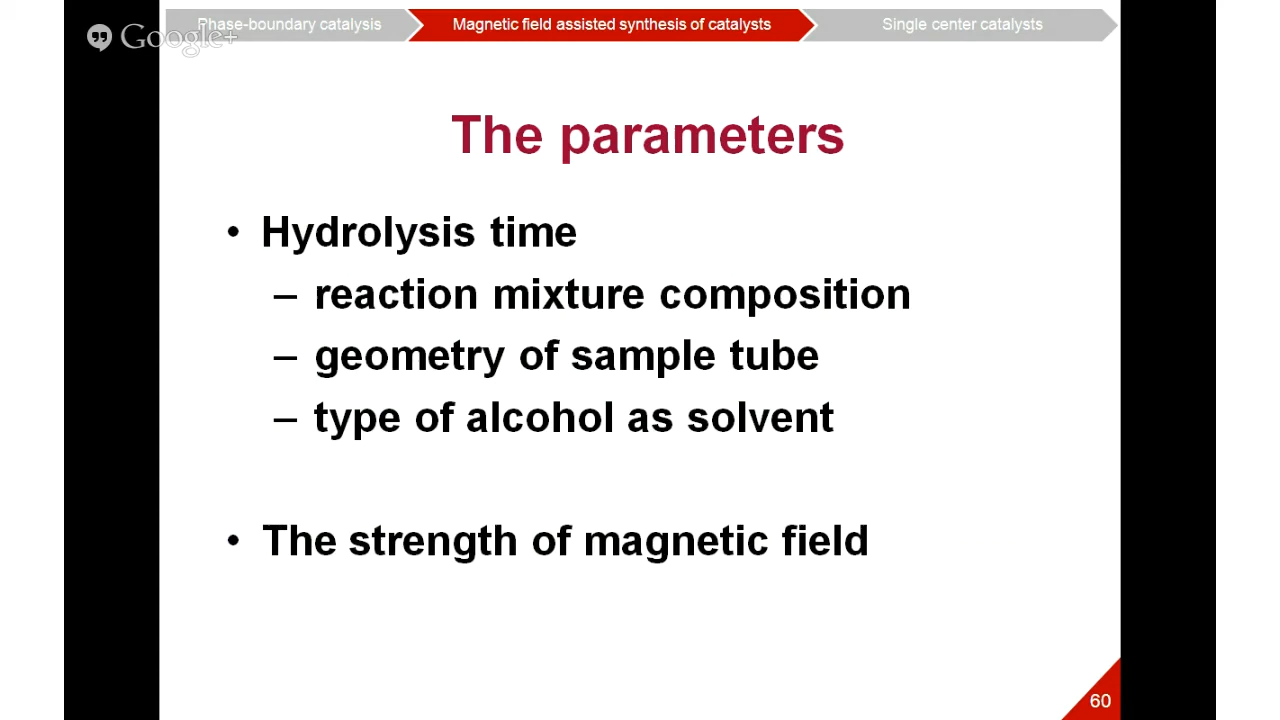 Phase-boundary catalysis
Magnetic field assisted synthesis of catalysts
Single center catalysts
Google+
The parameters
• Hydrolysis time
– reaction mixture composition
– geometry of sample tube
– type of alcohol as solvent
• The strength of magnetic field
60